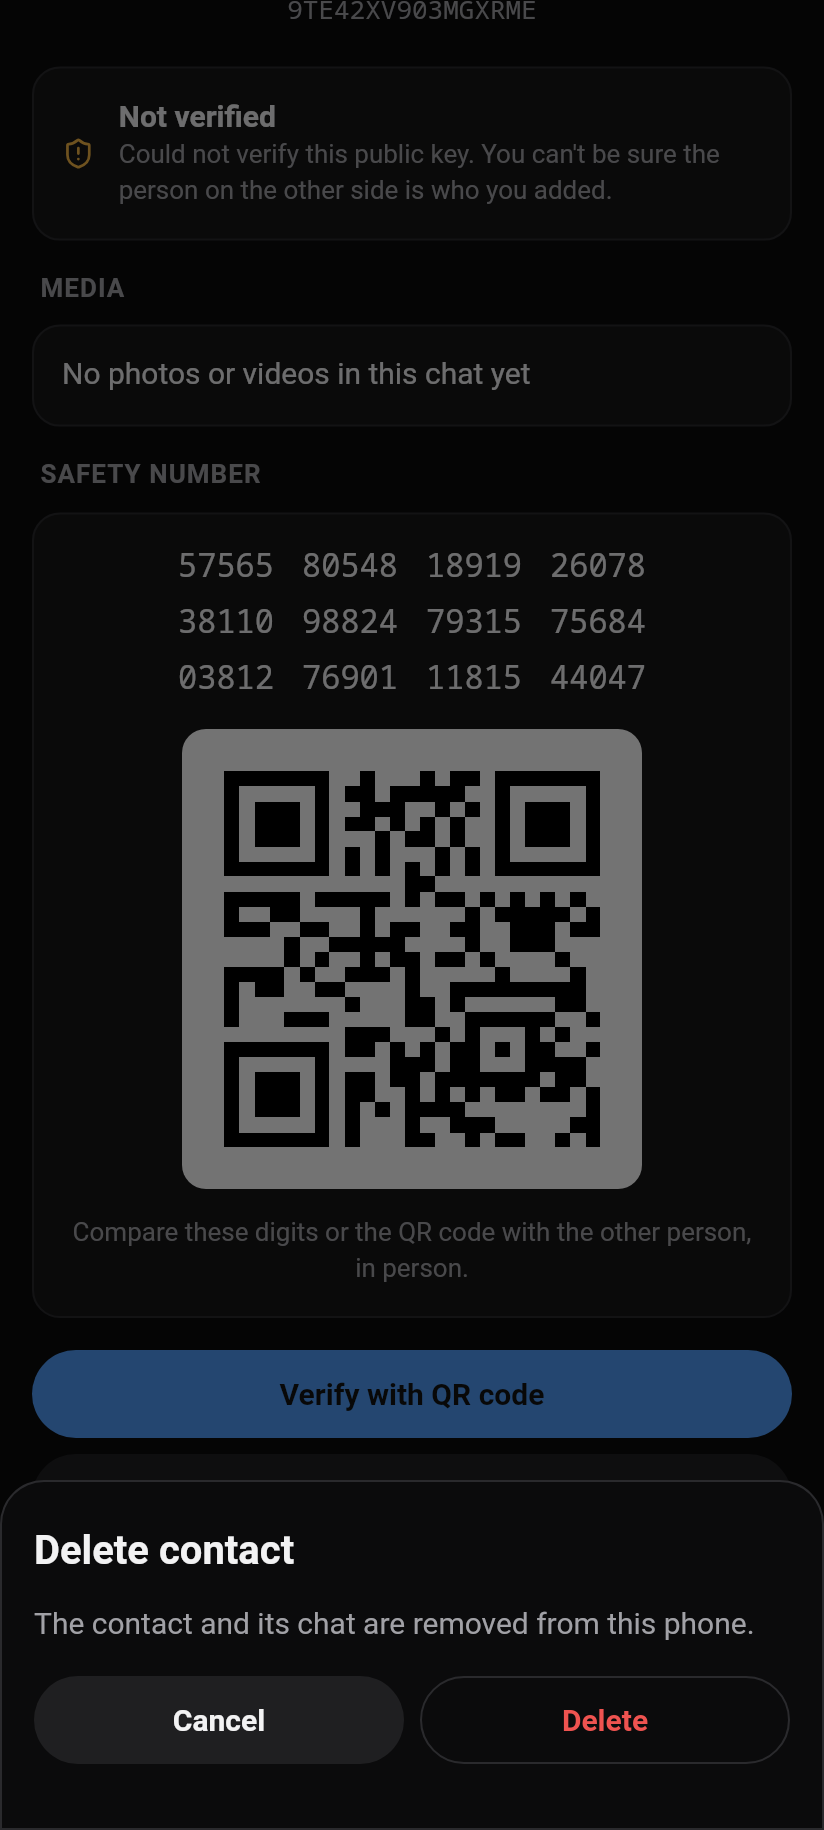 9TE42XV903MGXRME
Not verified
Could not verify this public key. You can't be sure the
person on the other side is who you added.
MEDIA
No photos or videos in this chat yet
SAFETY NUMBER
57565 80548 18919 26078
38110 98824 79315 75684
03812 76901 11815 44047
Compare these digits or the QR code with the other person,
in person.
Verify with QR code
Delete contact
The contact and its chat are removed from this phone.
Cancel Delete